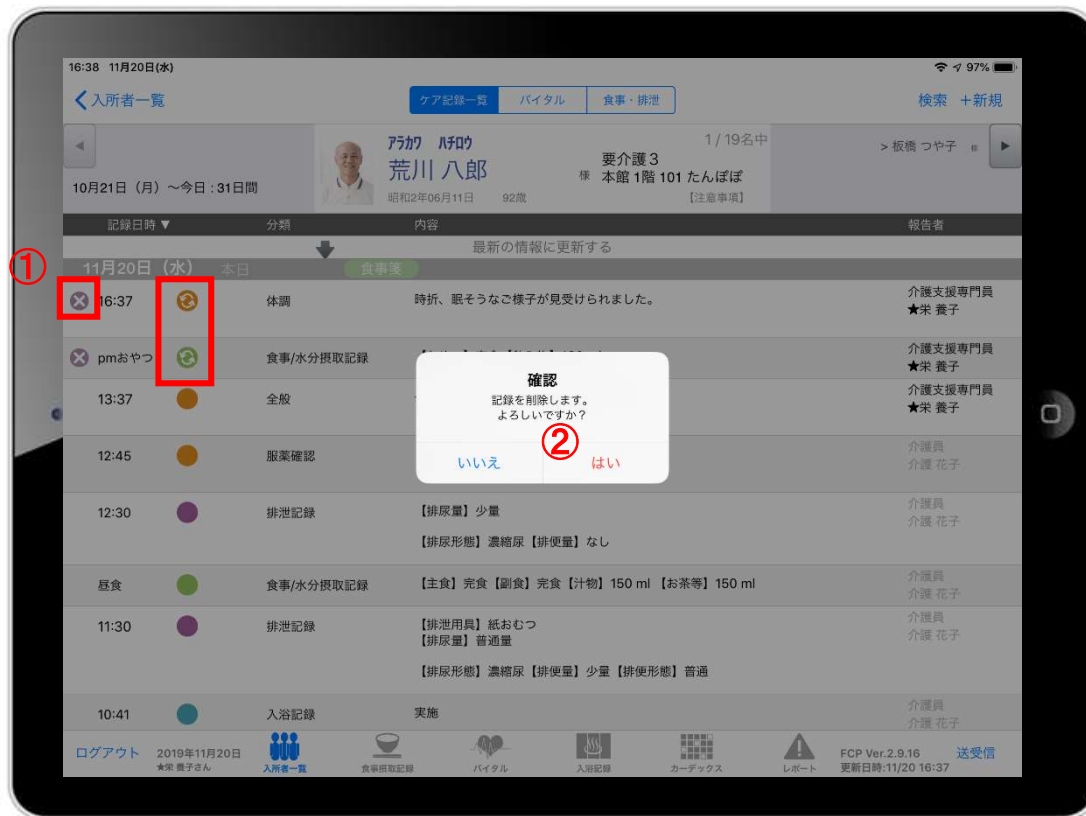 16:38 11月20日(水)
97%
入所者一覧
ケア記録一覧 バイタル 食事・排泄
検索 +新規
アラカワ ハチロウ
荒川 八郎 様
昭和2年06月11日 92歳
1 / 19名中
要介護3
本館 1階 101 たんぽぽ
【注意事項】
> 板橋 つや子 様
10月21日（月）～今日 : 31日間
記録日時▼ 分類 内容 報告者
最新の情報に更新する
①
11月20日（水） 本日 食事箋
16:37 体調 時折、眠そうなご様子が見受けられました。 介護支援専門員
★栄 養子
pmおやつ 食事/水分摂取記録 介護支援専門員
★栄 養子
13:37 全般 介護支援専門員
★栄 養子
確認
記録を削除します。
よろしいですか？
②
いいえ はい
12:45 服薬確認 介護員
介護 花子
12:30 排泄記録 【排尿量】少量 介護員
介護 花子
【排尿形態】濃縮尿【排便量】なし
昼食 食事/水分摂取記録 【主食】完食【副食】完食【汁物】150 ml 【お茶等】150 ml 介護員
介護 花子
11:30 排泄記録 【排泄用具】紙おむつ 介護員
【排尿量】普通量 介護 花子
【排尿形態】濃縮尿【排便量】少量【排便形態】普通
10:41 入浴記録 実施 介護員
介護 花子
ログアウト 2019年11月20日
★栄 養子さん
入所者一覧 食事摂取記録 バイタル 入浴記録 カーデックス レポート
FCP Ver.2.9.16
更新日時:11/20 16:37
送受信